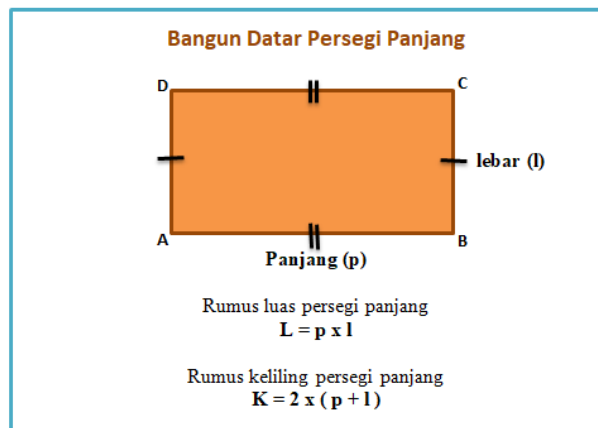 Bangun Datar Persegi Panjang
D
C
lebar (l)
A
B
Panjang (p)
Rumus luas persegi panjang
L = p x l
Rumus keliling persegi panjang
K = 2 x ( p + l )